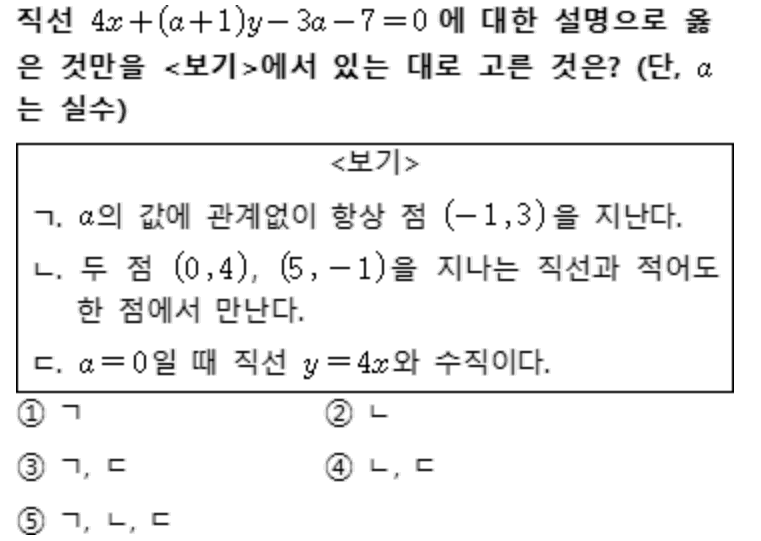 직선 4x+(a+1)y−3a−7=0 에 대한 설명으로 옳
은 것만을 <보기>에서 있는 대로 고른 것은? (단, a
는 실수)
<보기>
ㄱ. a의 값에 관계없이 항상 점 (−1,3)을 지난다.
ㄴ. 두 점 (0,4), (5,−1)을 지나는 직선과 적어도
한 점에서 만난다.
ㄷ. a=0일 때 직선 y=4x와 수직이다.
① ㄱ ② ㄴ
③ ㄱ, ㄷ ④ ㄴ, ㄷ
⑤ ㄱ, ㄴ, ㄷ